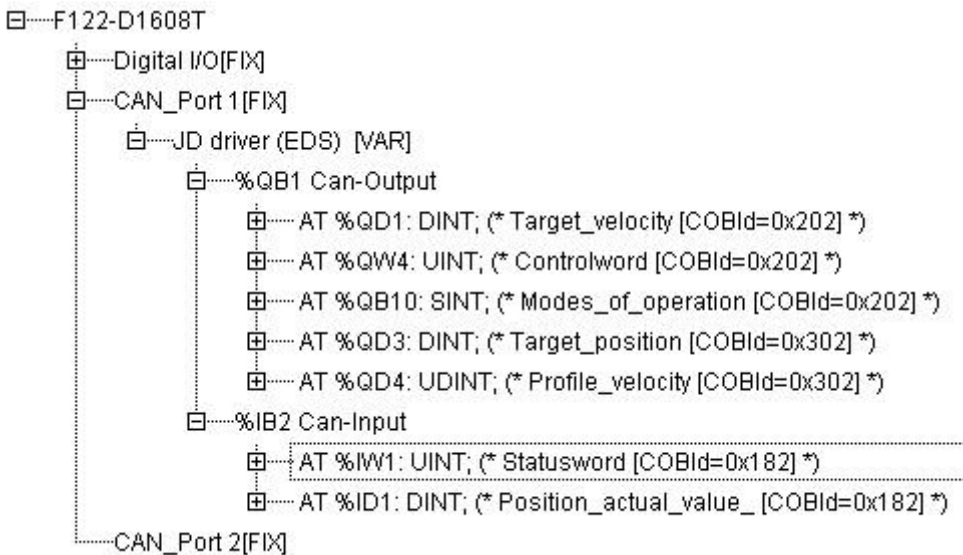 F122-D1608T
Digital I/O[FIX]
CAN_Port 1[FIX]
JD driver (EDS) [VAR]
%QB1 Can-Output
AT %QD1: DINT; (* Target_velocity [COBId=0x202] *)
AT %QW4: UINT; (* Controlword [COBId=0x202] *)
AT %QB10: SINT; (* Modes_of_operation [COBId=0x202] *)
AT %QD3: DINT; (* Target_position [COBId=0x302] *)
AT %QD4: UDINT; (* Profile_velocity [COBId=0x302] *)
%IB2 Can-Input
AT %IW1: UINT; (* Statusword [COBId=0x182] *)
AT %ID1: DINT; (* Position_actual_value_ [COBId=0x182] *)
CAN_Port 2[FIX]